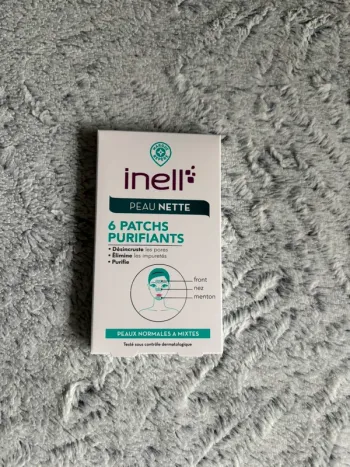 inell
PEAU NETTE
6 PATCHS
PURIFIANTS
• Désincruste les pores
• Élimine les impuretés
• Purifie
front
nez
menton
PEAUX NORMALES A MIXTES
Testé sous contrôle dermatologique